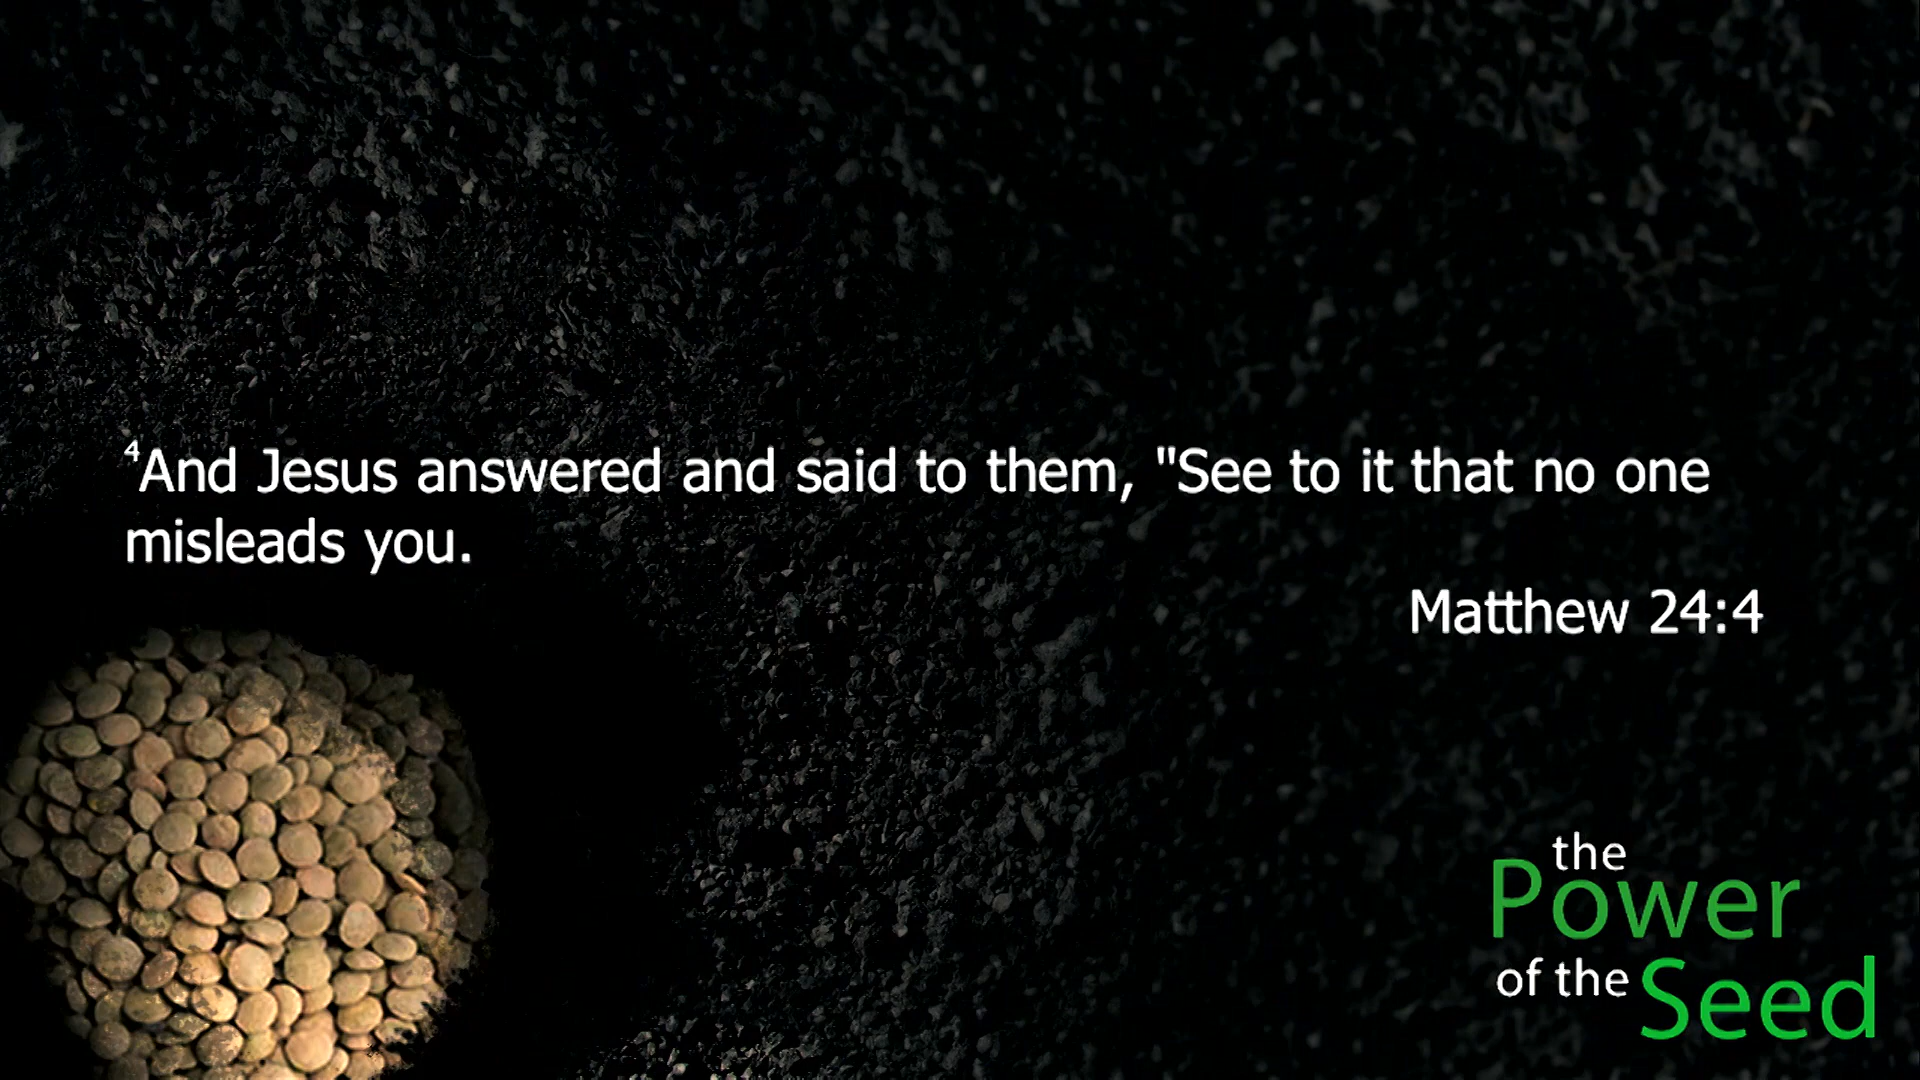 ⁴And Jesus answered and said to them, "See to it that no one
misleads you.
Matthew 24:4
the
Power
of the Seed